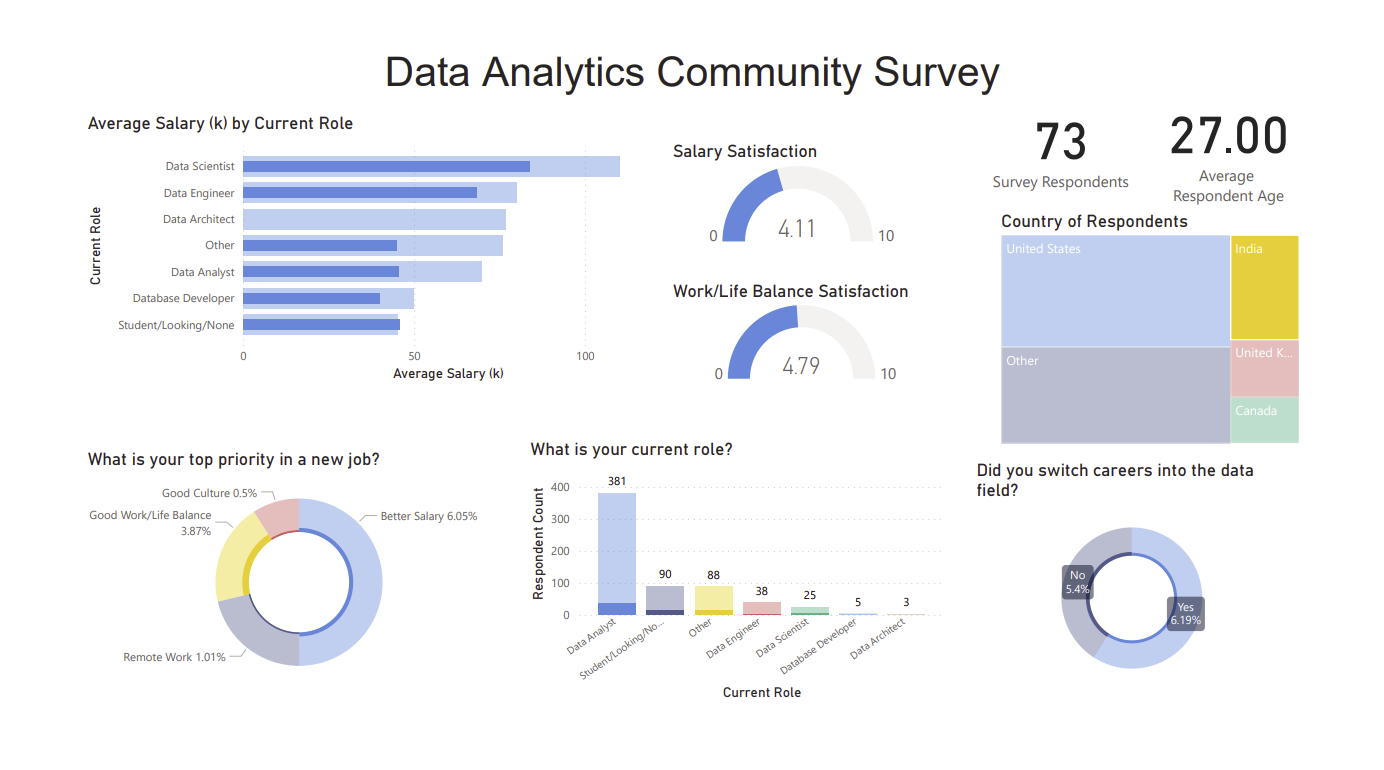 Data Analytics Community Survey
Average Salary (k) by Current Role
Current Role
Data Scientist
Data Engineer
Data Architect
Other
Data Analyst
Database Developer
Student/Looking/None
0
50
100
Average Salary (k)
Salary Satisfaction
0
4.11
10
Work/Life Balance Satisfaction
0
4.79
10
73
Survey Respondents
27.00
Average
Respondent Age
Country of Respondents
United States
India
Other
United K...
Canada
What is your top priority in a new job?
Good Culture 0.5%
Good Work/Life Balance
3.87%
Better Salary 6.05%
Remote Work 1.01%
What is your current role?
Respondent Count
400
300
200
100
0
381
90
88
38
25
5
3
Data Analyst
Student/Looking/No...
Other
Data Engineer
Data Scientist
Database Developer
Data Architect
Current Role
Did you switch careers into the data
field?
No
5.4%
Yes
6.19%